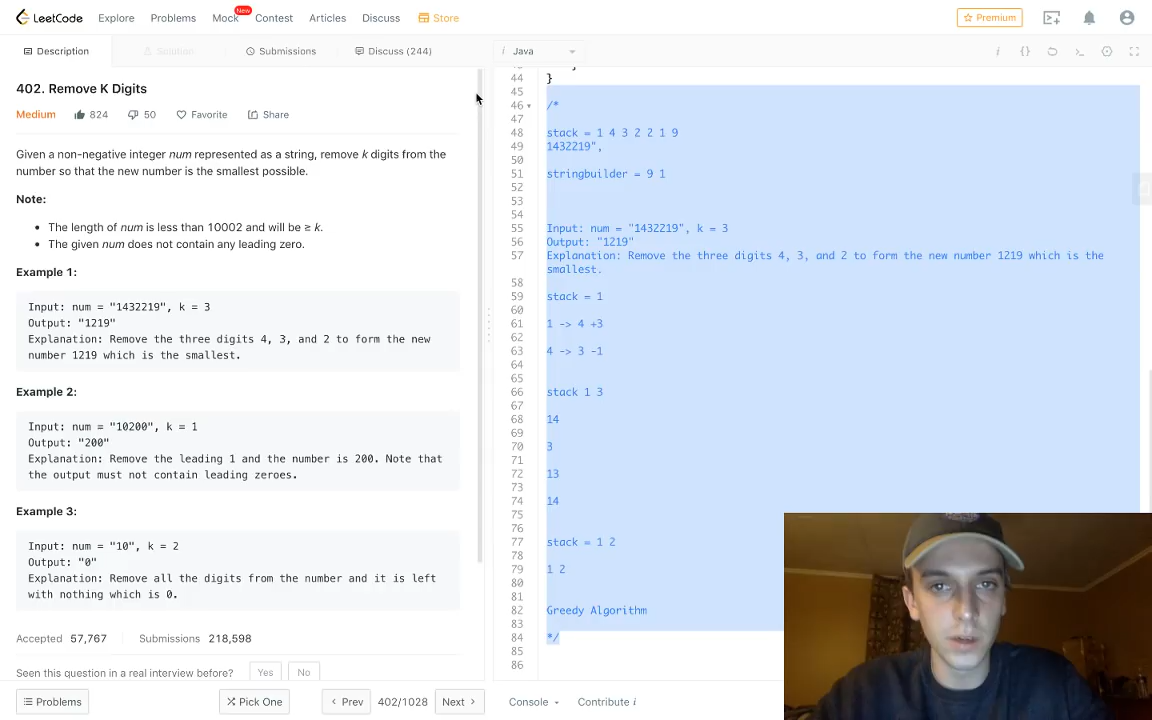 LeetCode
Explore
Problems
Mock
New
Contest
Articles
Discuss
Store
Premium
Description
Solution
Submissions
Discuss (244)
i
Java
i
{}
402. Remove K Digits
Medium
824
50
Favorite
Share
Given a non-negative integer num represented as a string, remove k digits from the
number so that the new number is the smallest possible.
Note:
• The length of num is less than 10002 and will be ≥ k.
• The given num does not contain any leading zero.
Example 1:
Input: num = "1432219", k = 3
Output: "1219"
Explanation: Remove the three digits 4, 3, and 2 to form the new
number 1219 which is the smallest.
Example 2:
Input: num = "10200", k = 1
Output: "200"
Explanation: Remove the leading 1 and the number is 200. Note that
the output must not contain leading zeroes.
Example 3:
Input: num = "10", k = 2
Output: "0"
Explanation: Remove all the digits from the number and it is left
with nothing which is 0.
Accepted 57,767
Submissions 218,598
Seen this question in a real interview before?
Yes
No
Problems
Pick One
Prev
402/1028
Next
44 }
45
46 /*
47
48 stack = 1 4 3 2 2 1 9
49 1432219",
50
51 stringbuilder = 9 1
52
53
54
55 Input: num = "1432219", k = 3
56 Output: "1219"
57 Explanation: Remove the three digits 4, 3, and 2 to form the new number 1219 which is the
smallest.
58
59 stack = 1
60
61 1 -> 4 +3
62
63 4 -> 3 -1
64
65
66 stack 1 3
67
68 14
69
70 3
71
72 13
73
74 14
75
76
77 stack = 1 2
78
79 1 2
80
81
82 Greedy Algorithm
83
84 */
85
86
Console
Contribute i